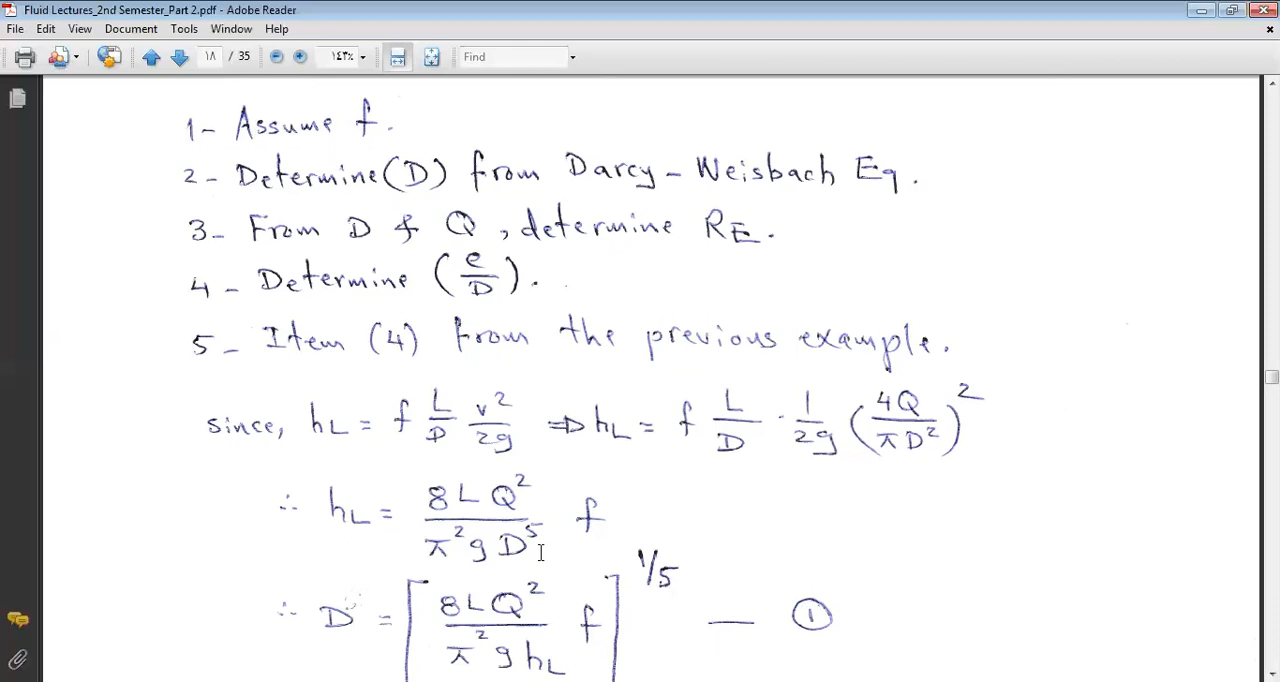 Fluid Lectures_2nd Semester_Part 2.pdf - Adobe Reader
File Edit View Document Tools Window Help
١٨ / 35 ١٤٣% Find
1- Assume f.
2- Determine (D) from Darcy-Weisbach Eq.
3- From D & Q, determine RE.
4- Determine (e/D).
5- Item (4) from the previous example.
since, hL = f L/D v²/2g ⇒ hL = f L/D · 1/2g (4Q/πD²)²
∴ hL = 8LQ²/π²gD⁵ f
∴ D = [8LQ²/π²ghL f]^1/5 — ①